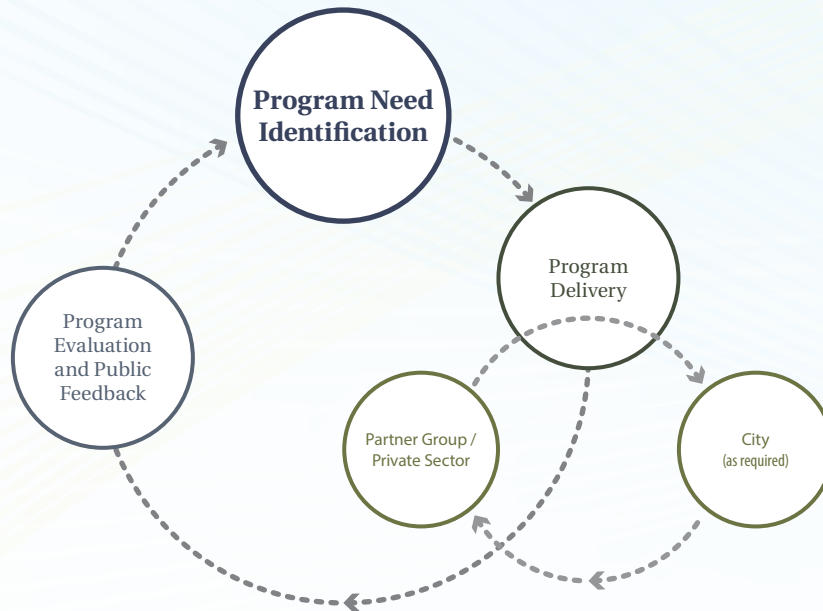 Program Need
Identification
Program
Delivery
Program
Evaluation
and Public
Feedback
Partner Group /
Private Sector
City
(as required)